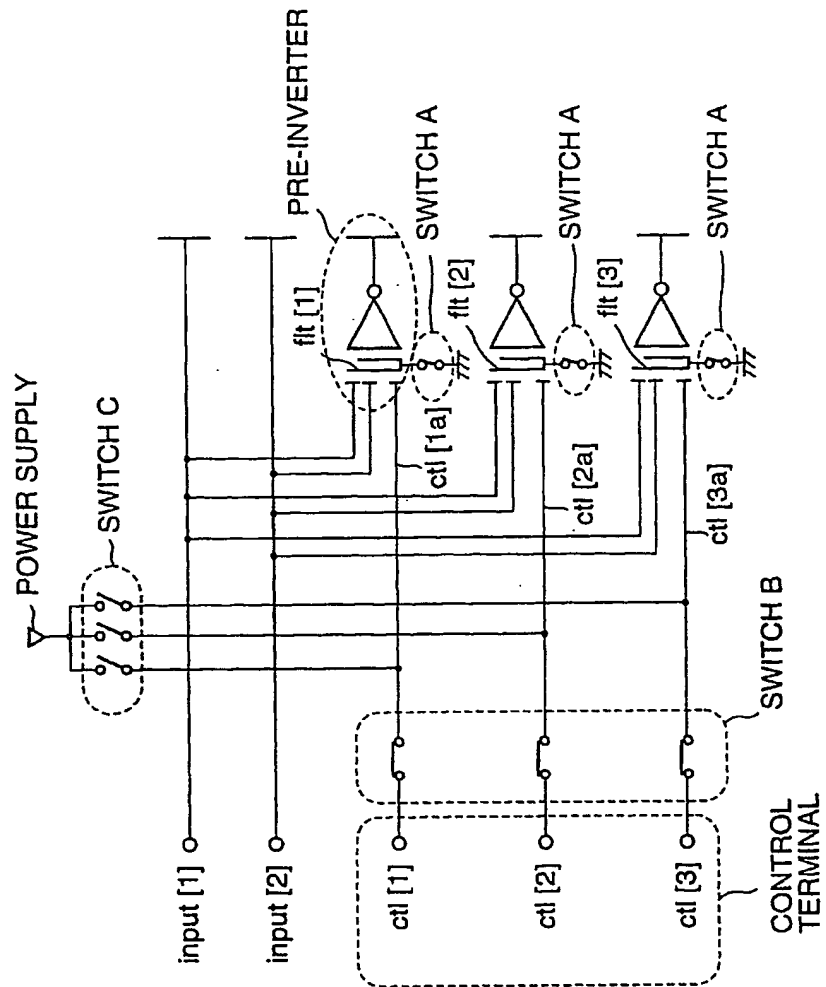 POWER SUPPLY
SWITCH C
PRE-INVERTER
input [1]
input [2]
flt [1]
SWITCH A
ctl [1]
ctl [1a]
flt [2]
SWITCH A
ctl [2]
ctl [2a]
flt [3]
SWITCH A
ctl [3]
ctl [3a]
SWITCH B
CONTROL
TERMINAL